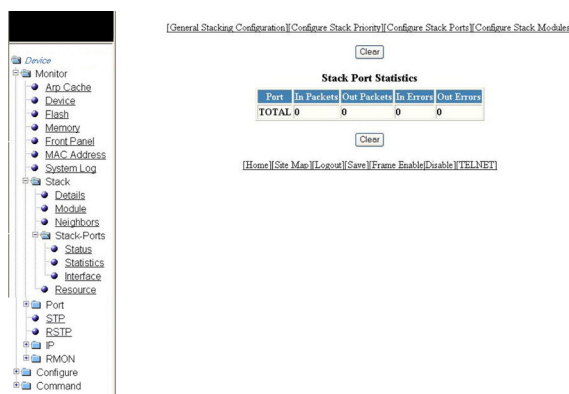 [General Stacking Configuration][Configure Stack Priority][Configure Stack Ports][Configure Stack Modules
Clear
Stack Port Statistics
Port In Packets Out Packets In Errors Out Errors
TOTAL 0 0 0 0
Clear
[Home][Site Map][Logout][Save][Frame Enable|Disable][TELNET]
Device
Monitor
Arp Cache
Device
Flash
Memory
Front Panel
MAC Address
System Log
Stack
Details
Module
Neighbors
Stack-Ports
Status
Statistics
Interface
Resource
Port
STP
RSTP
IP
RMON
Configure
Command